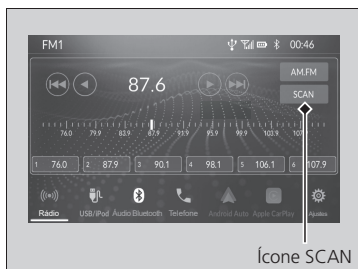 FM1 00:46
87.6
AM.FM
SCAN
76.0 79.9 83.9 87.9 91.9 95.9 99.9 103.9 107.9
1 76.0 2 87.9 3 90.1 4 98.1 5 106.1 6 107.9
Rádio USB/iPod Áudio Bluetooth Telefone Android Auto Apple CarPlay Ajustes
Ícone SCAN